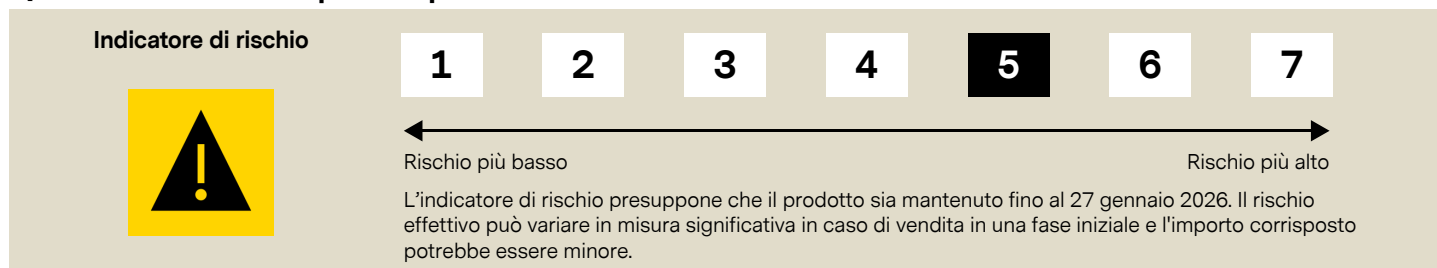 Indicatore di rischio
1 2 3 4 5 6 7
Rischio più basso
Rischio più alto
L'indicatore di rischio presuppone che il prodotto sia mantenuto fino al 27 gennaio 2026. Il rischio
effettivo può variare in misura significativa in caso di vendita in una fase iniziale e l'importo corrisposto
potrebbe essere minore.